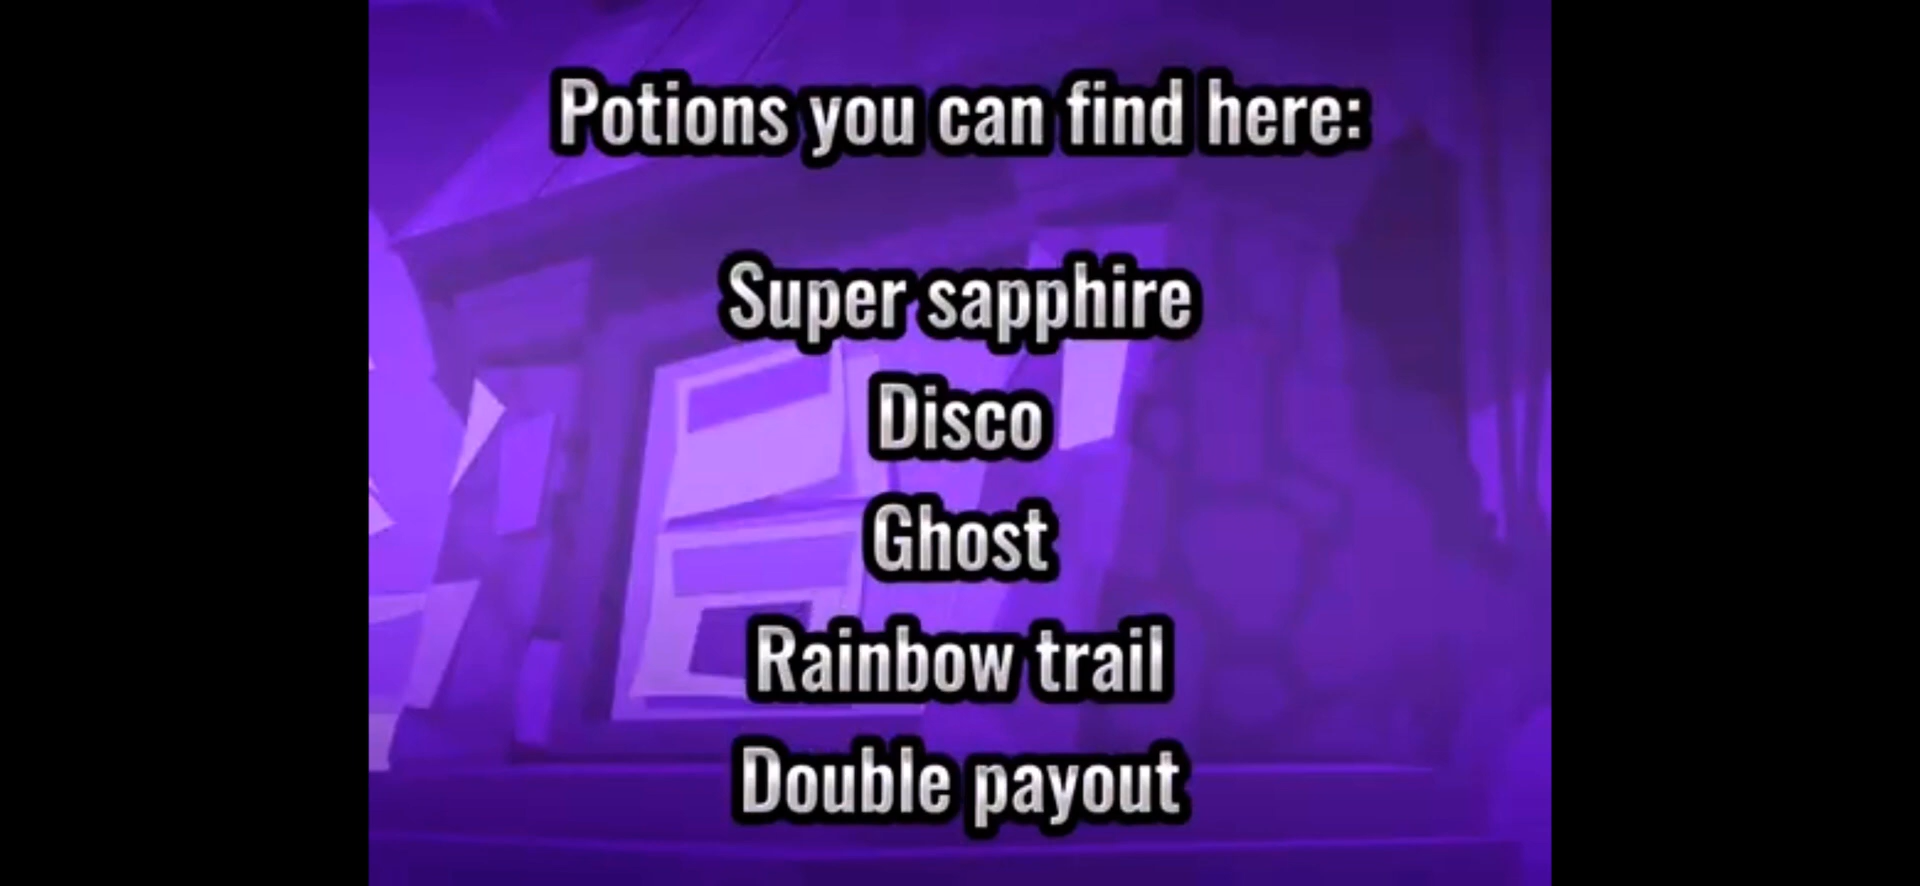 Potions you can find here:
Super sapphire
Disco
Ghost
Rainbow trail
Double payout